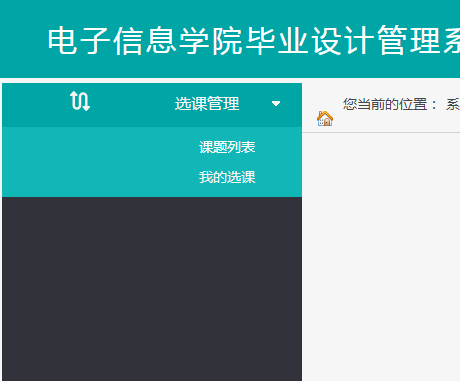 电子信息学院毕业设计管理系
选课管理
您当前的位置： 系
课题列表
我的选课